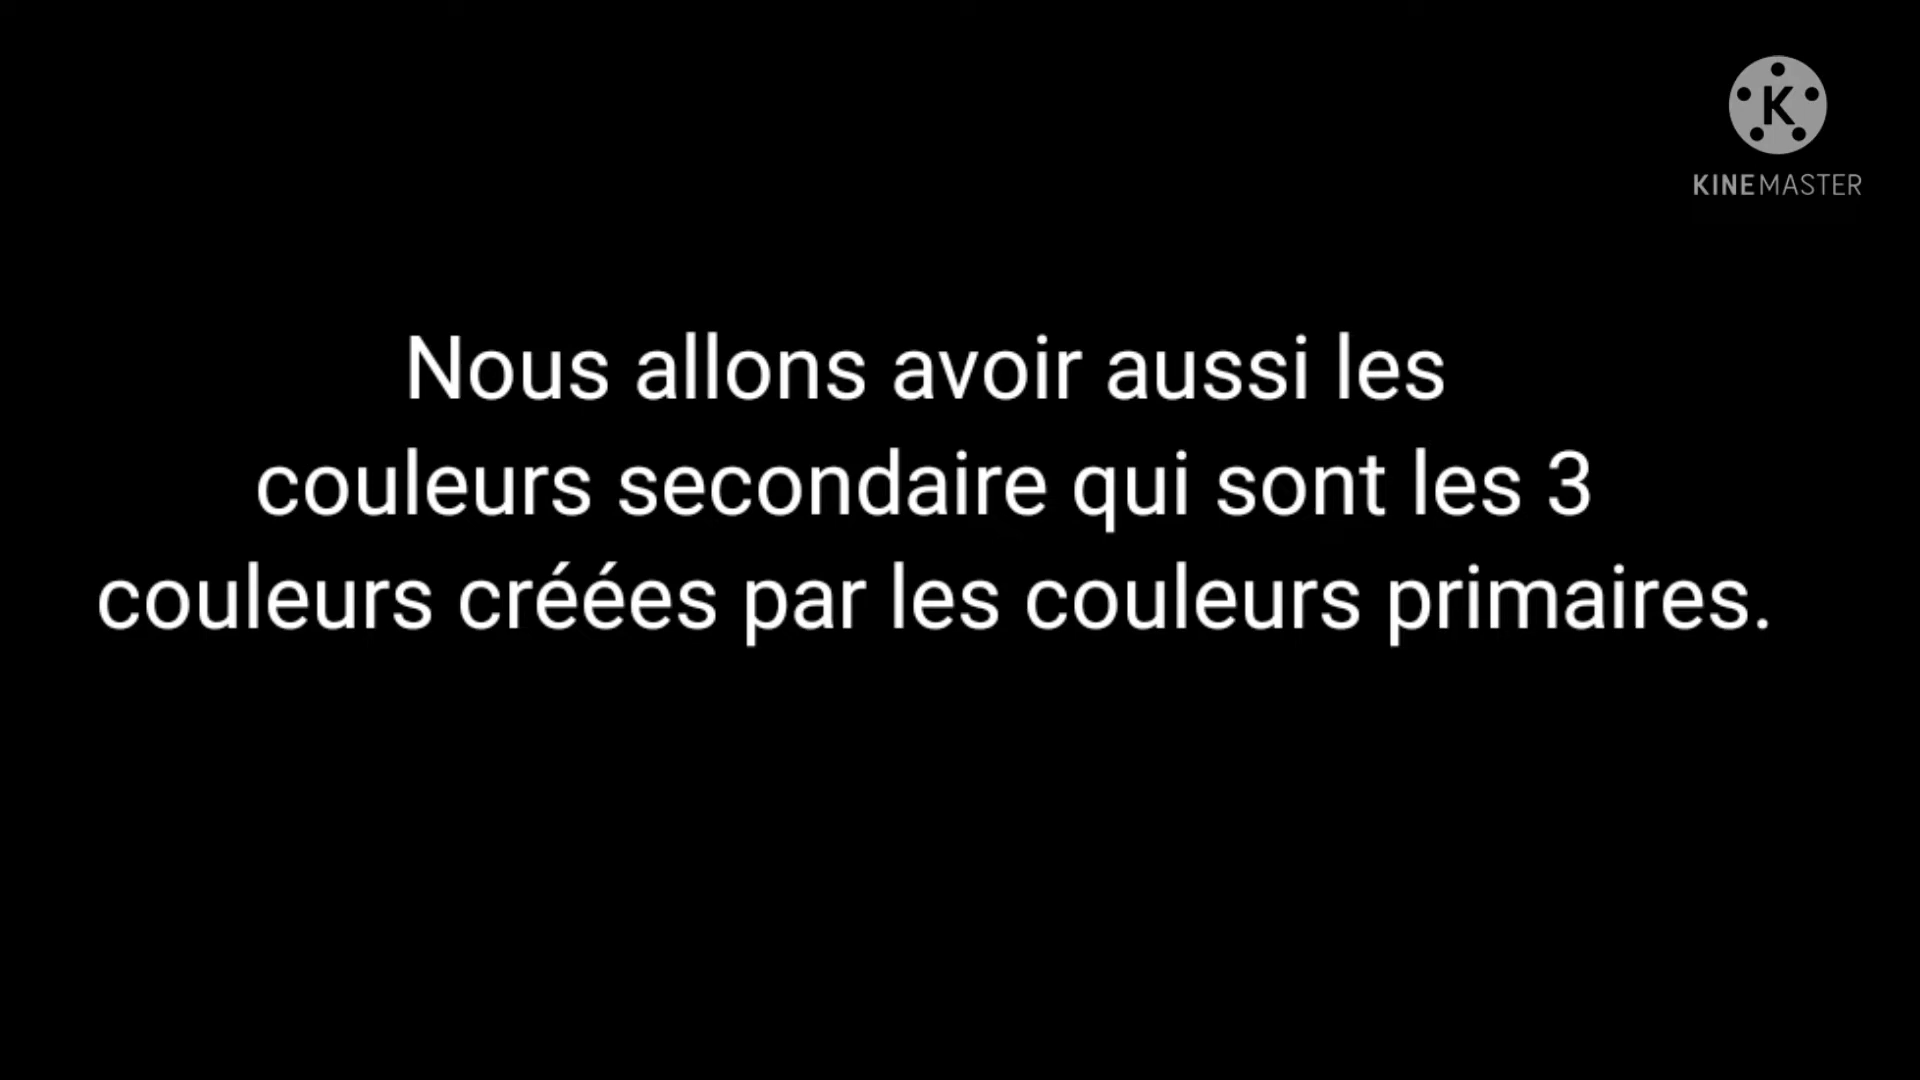 K
KINEMASTER
Nous allons avoir aussi les
couleurs secondaire qui sont les 3
couleurs créées par les couleurs primaires.